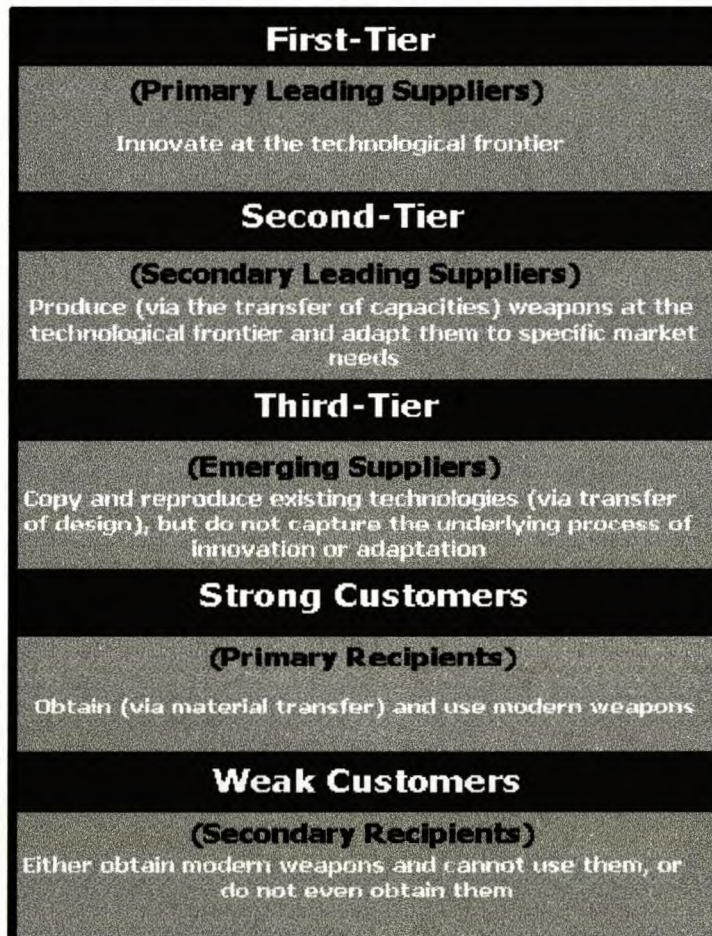 First-Tier
(Primary Leading Suppliers)
Innovate at the technological frontier
Second-Tier
(Secondary Leading Suppliers)
Produce (via the transfer of capacities) weapons at the
technological frontier and adapt them to specific market
needs
Third-Tier
(Emerging Suppliers)
Copy and reproduce existing technologies (via transfer
of design), but do not capture the underlying process of
innovation or adaptation
Strong Customers
(Primary Recipients)
Obtain (via material transfer) and use modern weapons
Weak Customers
(Secondary Recipients)
Either obtain modern weapons and cannot use them, or
do not even obtain them